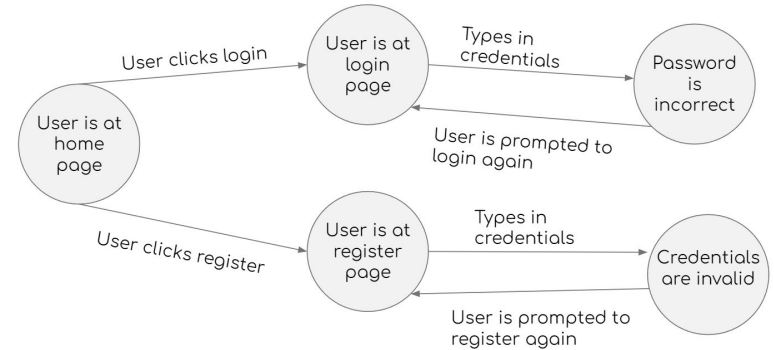 User clicks login
User is at
login
page
Types in
credentials
Password
is
incorrect
User is at
home
page
User is prompted to
login again
User clicks register
User is at
register
page
Types in
credentials
Credentials
are invalid
User is prompted to
register again